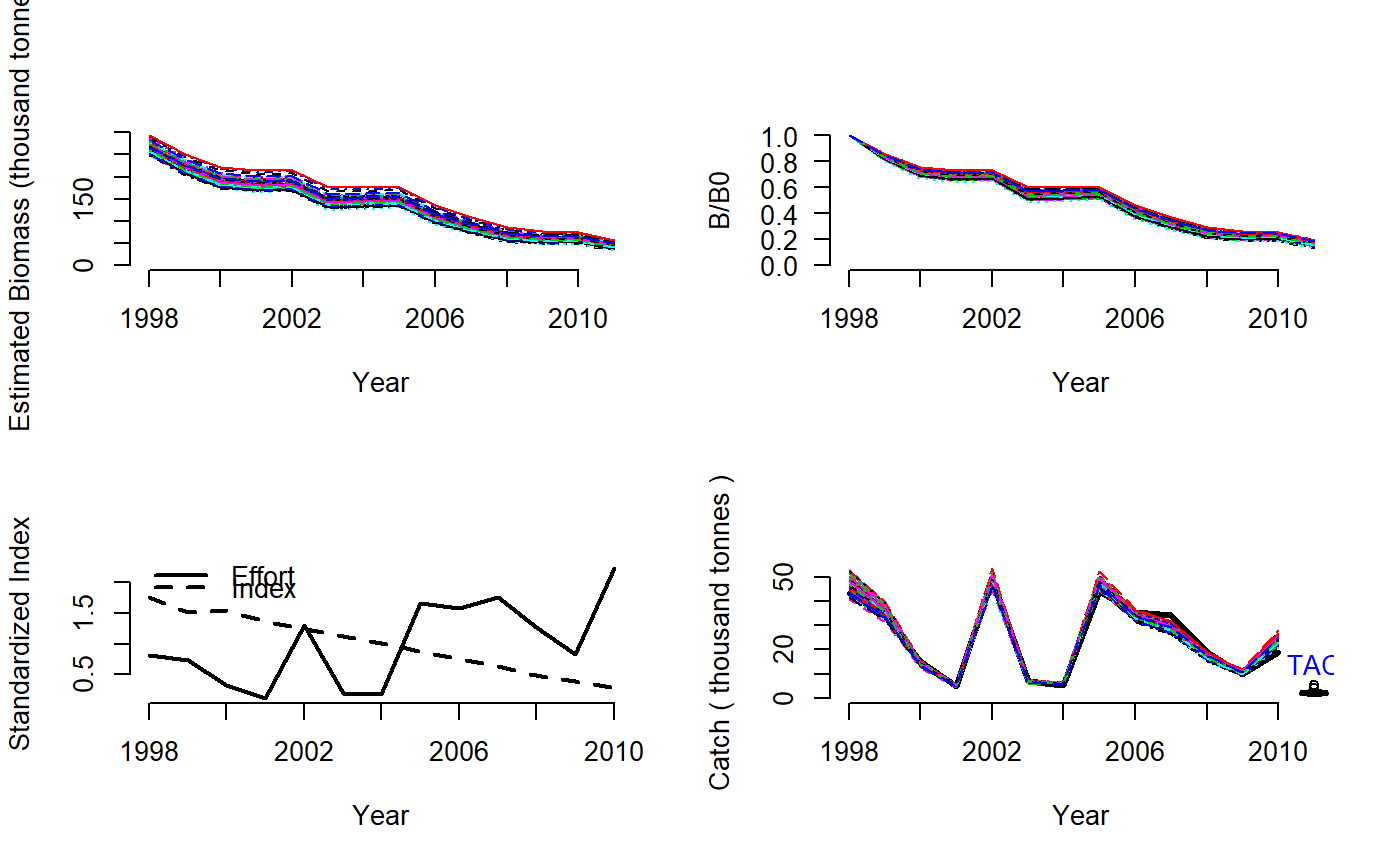 Estimated Biomass (thousand tonne
150
0
1998 2002 2006 2010
Year
B/B0
1.0
0.8
0.6
0.4
0.2
0.0
1998 2002 2006 2010
Year
Standardized Index
1.5
0.5
Effort
Index
1998 2002 2006 2010
Year
Catch ( thousand tonnes )
50
20
0
TAC
1998 2002 2006 2010
Year